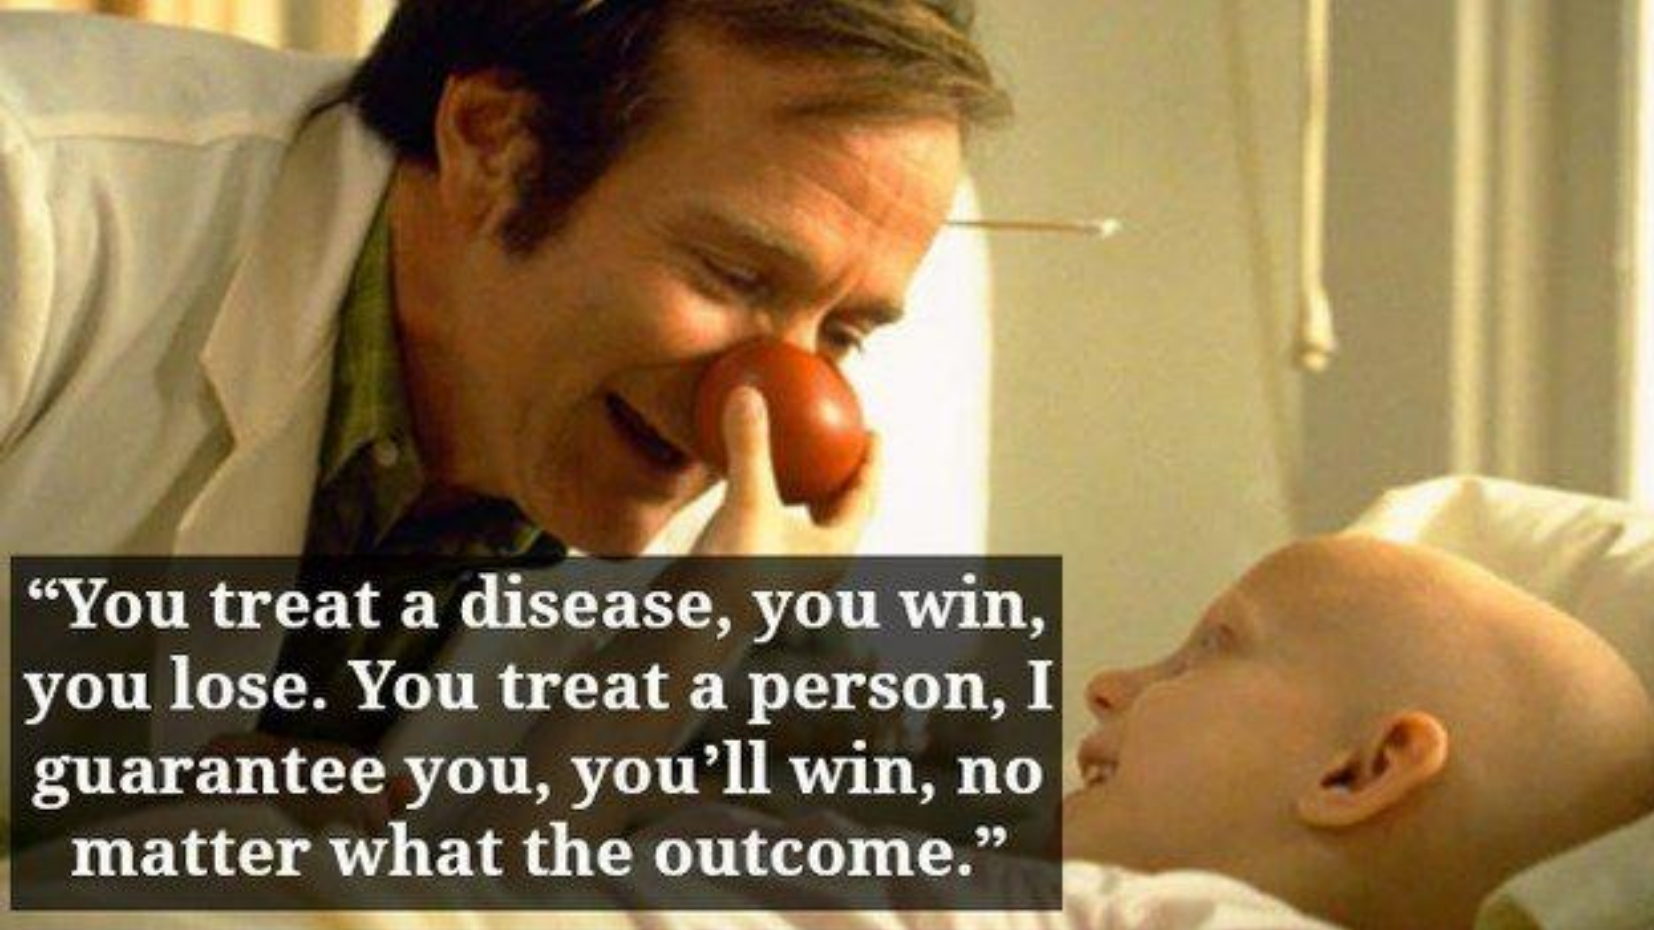 “You treat a disease, you win,
you lose. You treat a person, I
guarantee you, you’ll win, no
matter what the outcome.”